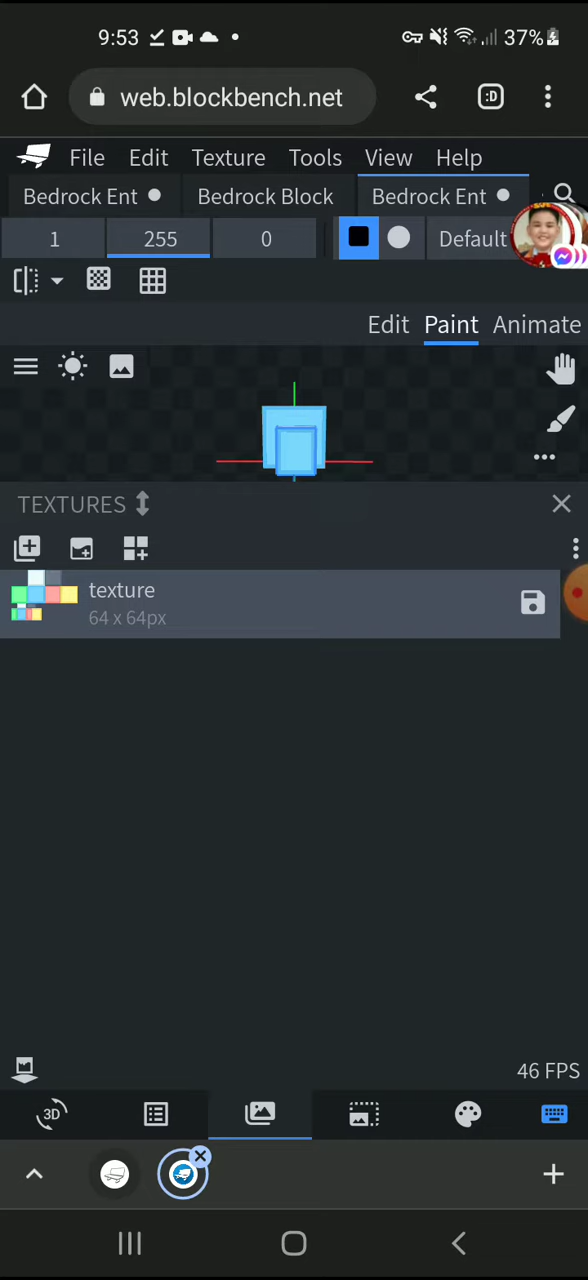 9:53
37%
web.blockbench.net
:D
File Edit Texture Tools View Help
Bedrock Ent Bedrock Block Bedrock Ent
1 255 0 Default
Edit Paint Animate
TEXTURES
texture
64 x 64px
46 FPS
3D